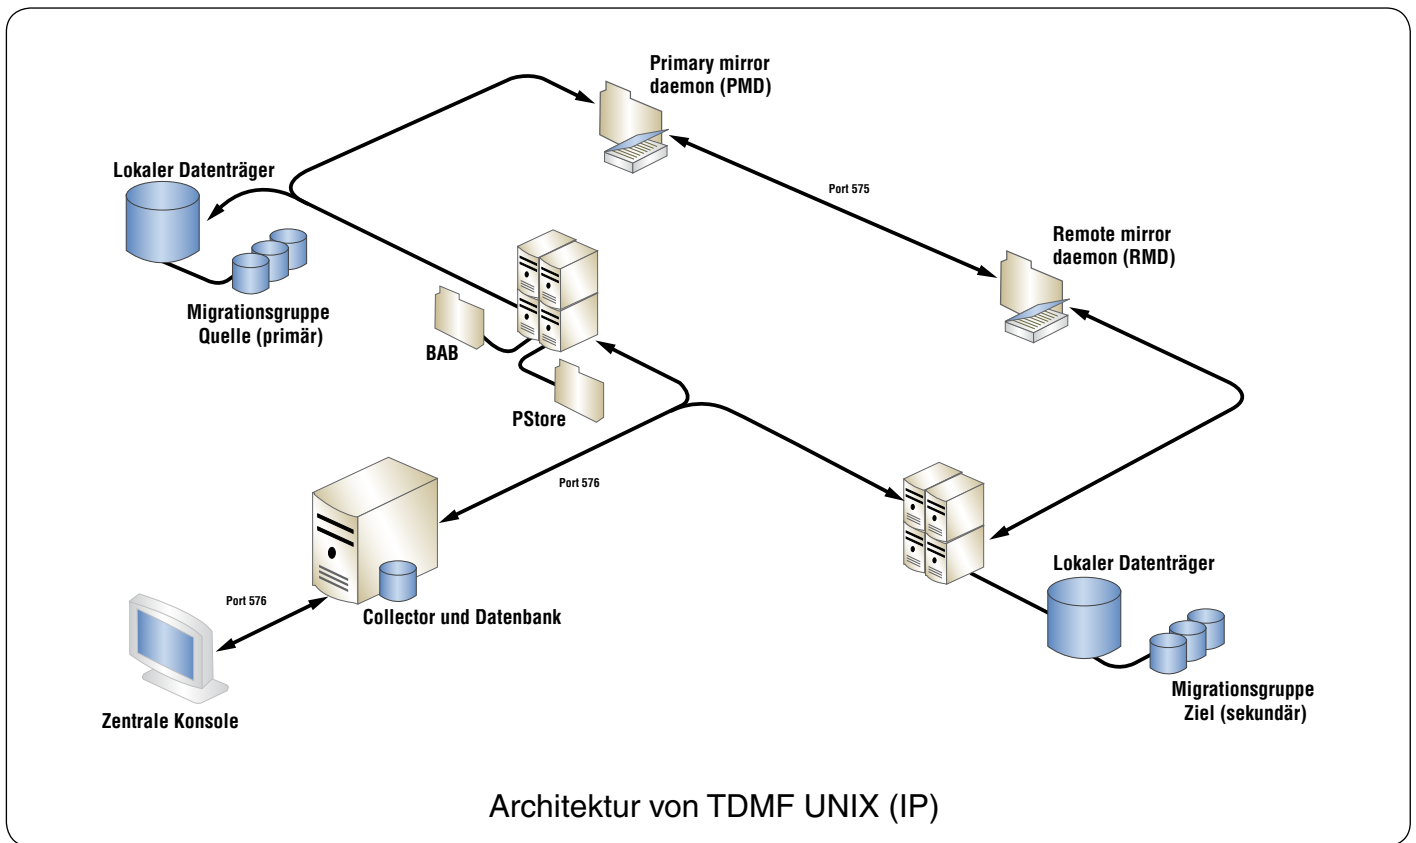 Primary mirror
daemon (PMD)
Lokaler Datenträger
Port 575
Remote mirror
daemon (RMD)
Migrationsgruppe
Quelle (primär)
BAB
PStore
Port 576
Lokaler Datenträger
Port 576
Collector und Datenbank
Zentrale Konsole
Migrationsgruppe
Ziel (sekundär)
Architektur von TDMF UNIX (IP)